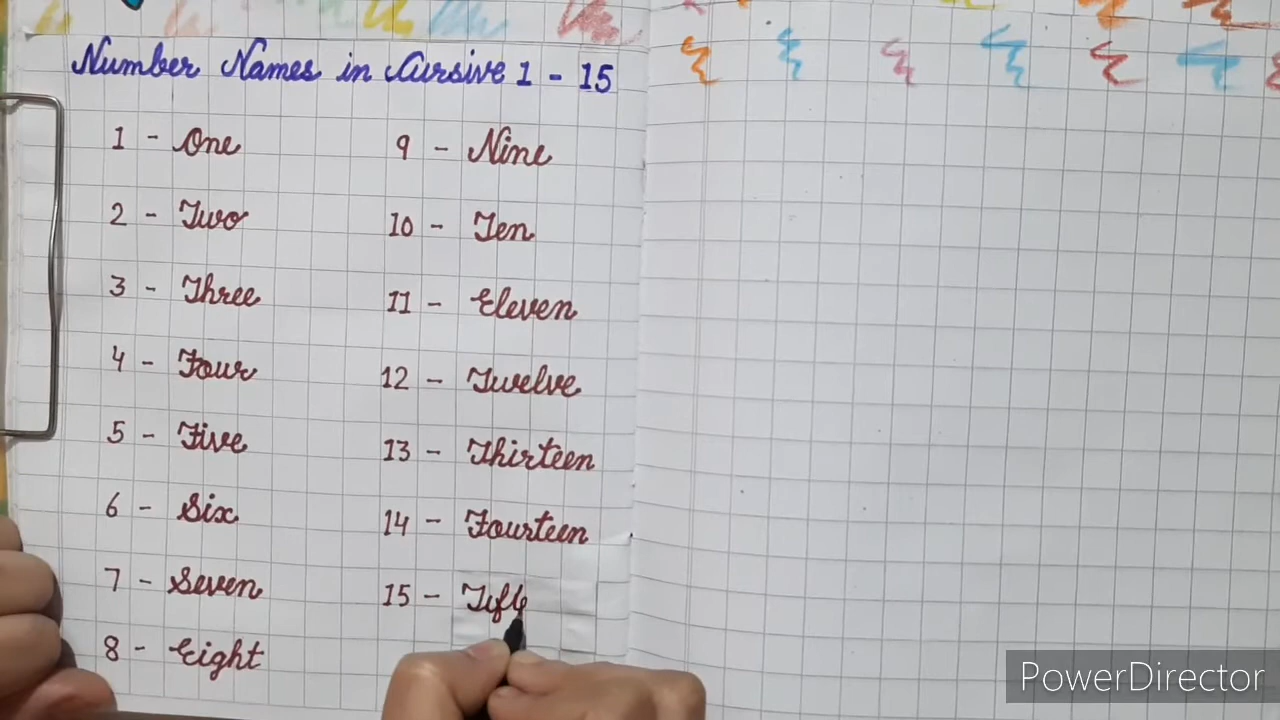 Number Names in Cursive 1 - 15
1 - One
2 - Two
3 - Three
4 - Four
5 - Five
6 - Six
7 - Seven
8 - Eight
9 - Nine
10 - Ten
11 - Eleven
12 - Twelve
13 - Thirteen
14 - Fourteen
15 -
PowerDirector